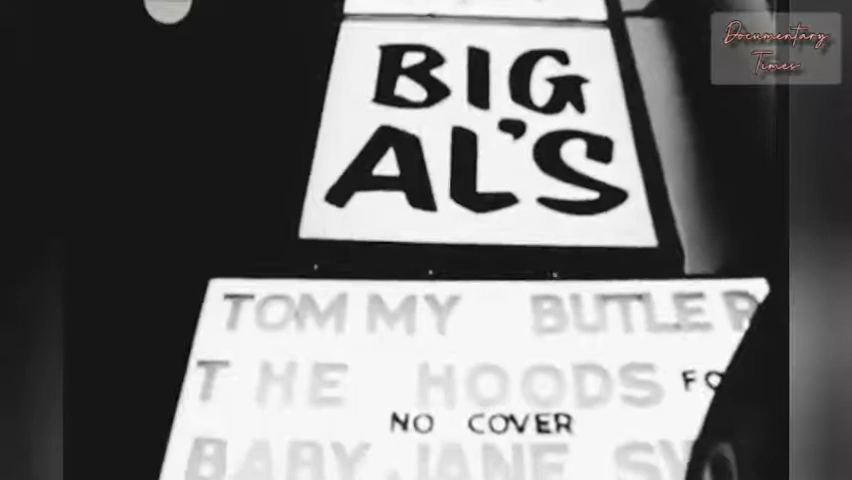 Documentary
Times
BIG
AL'S
TOMMY BUTLER
THE HOODS
NO COVER
BABY JANE